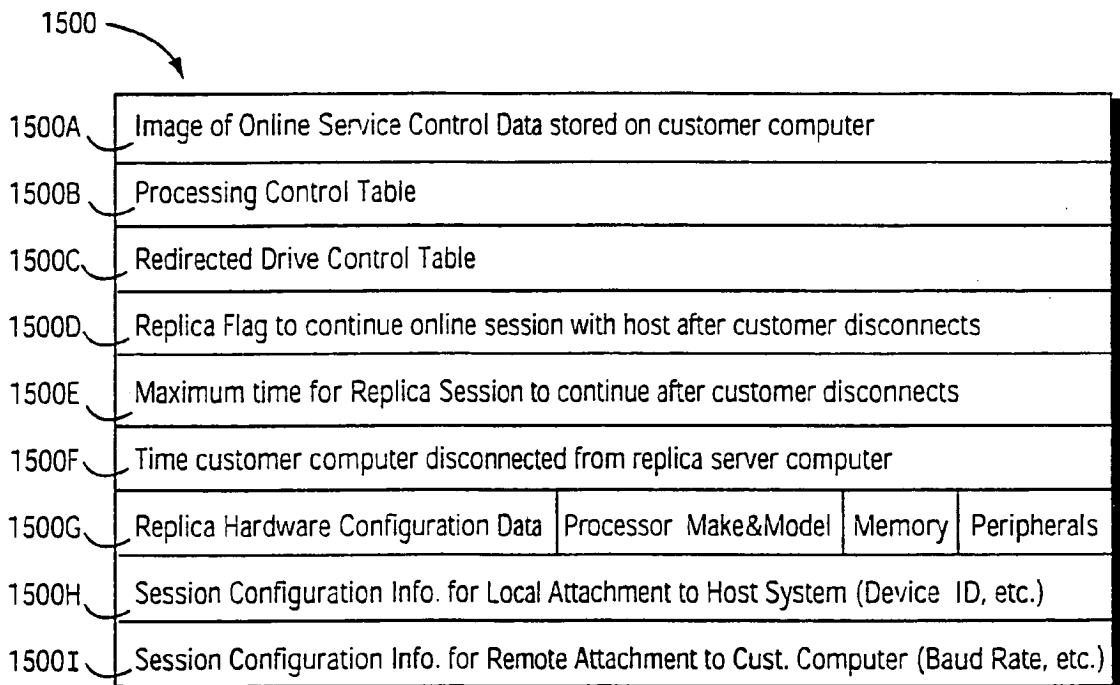 1500
1500A Image of Online Service Control Data stored on customer computer
1500B Processing Control Table
1500C Redirected Drive Control Table
1500D Replica Flag to continue online session with host after customer disconnects
1500E Maximum time for Replica Session to continue after customer disconnects
1500F Time customer computer disconnected from replica server computer
1500G Replica Hardware Configuration Data Processor Make&Model Memory Peripherals
1500H Session Configuration Info. for Local Attachment to Host System (Device ID, etc.)
1500I Session Configuration Info. for Remote Attachment to Cust. Computer (Baud Rate, etc.)